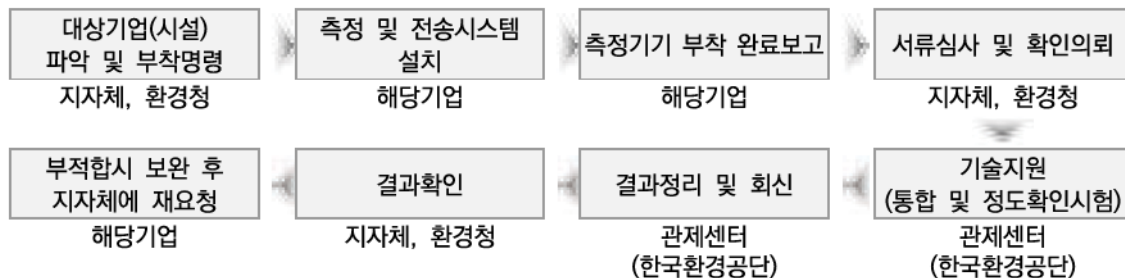 대상기업(시설)
파악 및 부착명령
지자체, 환경청
측정 및 전송시스템
설치
해당기업
측정기기 부착 완료보고
해당기업
서류심사 및 확인의뢰
지자체, 환경청
기술지원
(통합 및 정도확인시험)
관제센터
(한국환경공단)
결과정리 및 회신
관제센터
(한국환경공단)
결과확인
지자체, 환경청
부적합시 보완 후
지자체에 재요청
해당기업